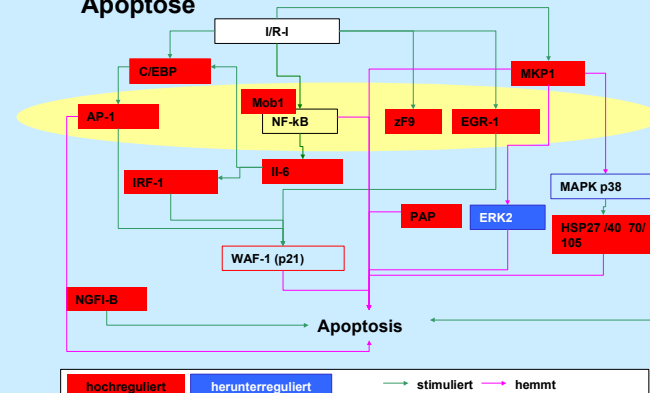 Apoptose
I/R-I
C/EBP
MKP1
Mob1
AP-1
NF-kB
zF9
EGR-1
Il-6
IRF-1
MAPK p38
PAP
ERK2
HSP27 /40 70/
105
WAF-1 (p21)
NGFI-B
Apoptosis
hochreguliert
herunterreguliert
stimuliert
hemmt